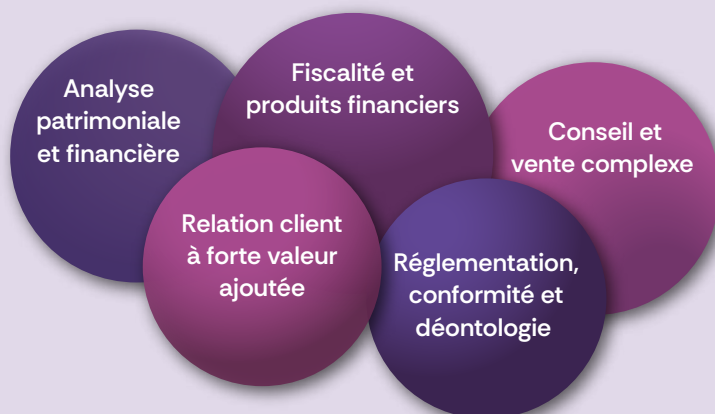 Analyse
patrimoniale
et financière
Fiscalité et
produits financiers
Conseil et
vente complexe
Relation client
à forte valeur
ajoutée
Réglementation,
conformité et
déontologie